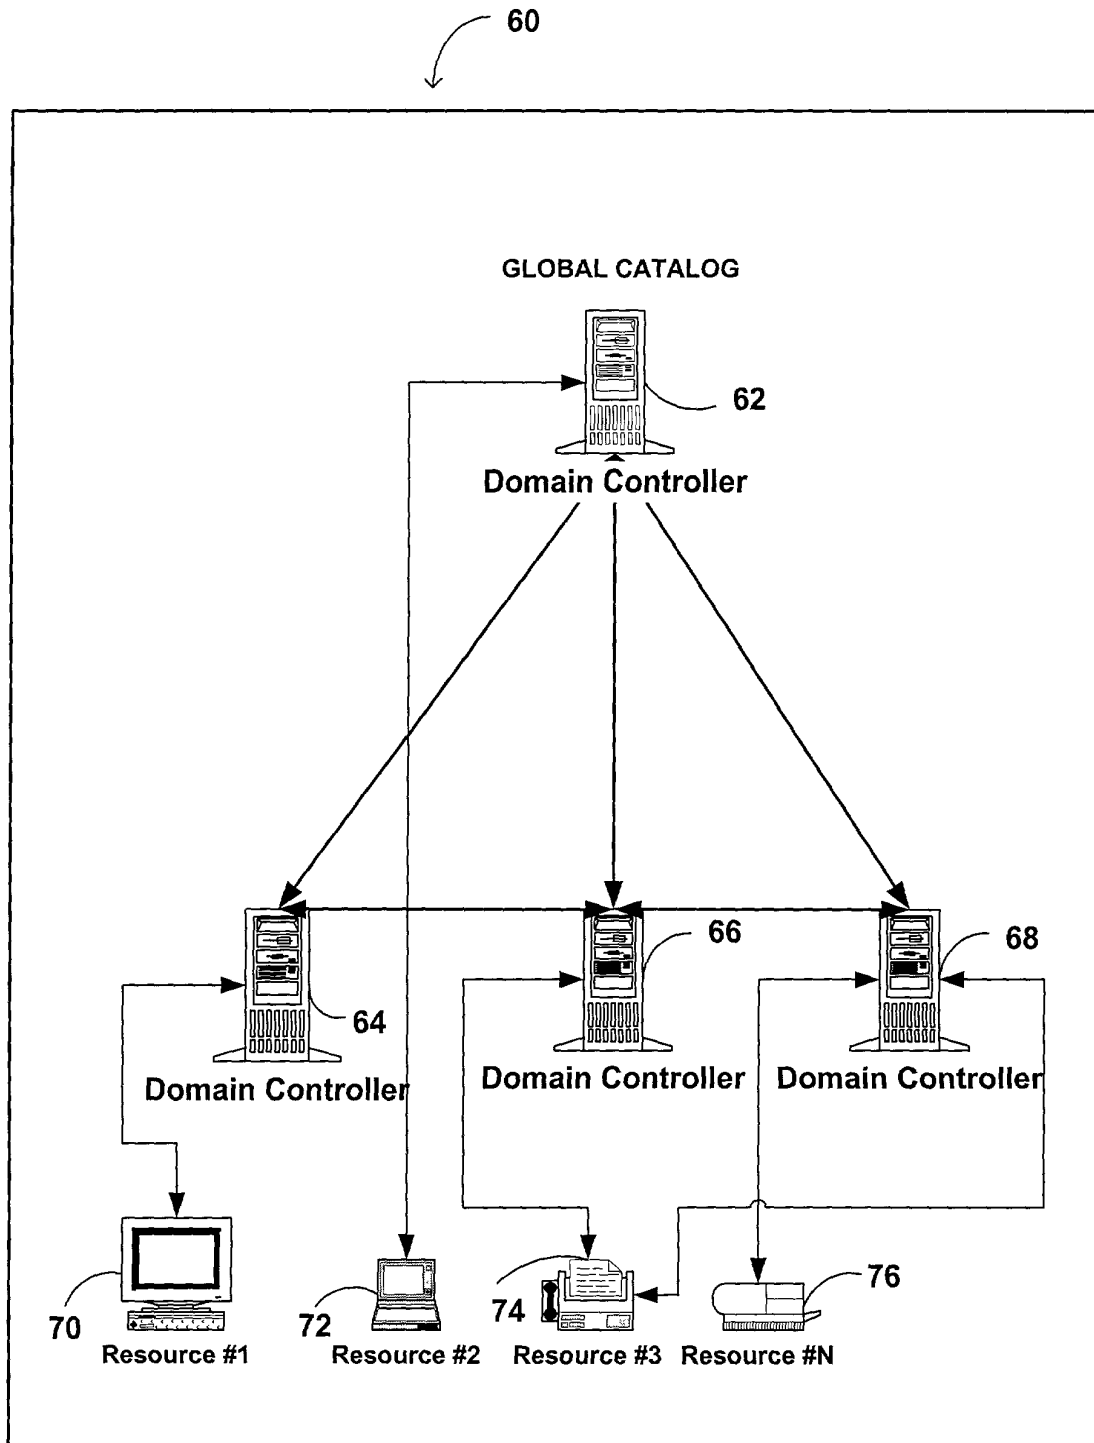 60
GLOBAL CATALOG
62
Domain Controller
66
68
64
Domain Controller
Domain Controller
Domain Controller
70
72
74
76
Resource #1
Resource #2
Resource #3
Resource #N